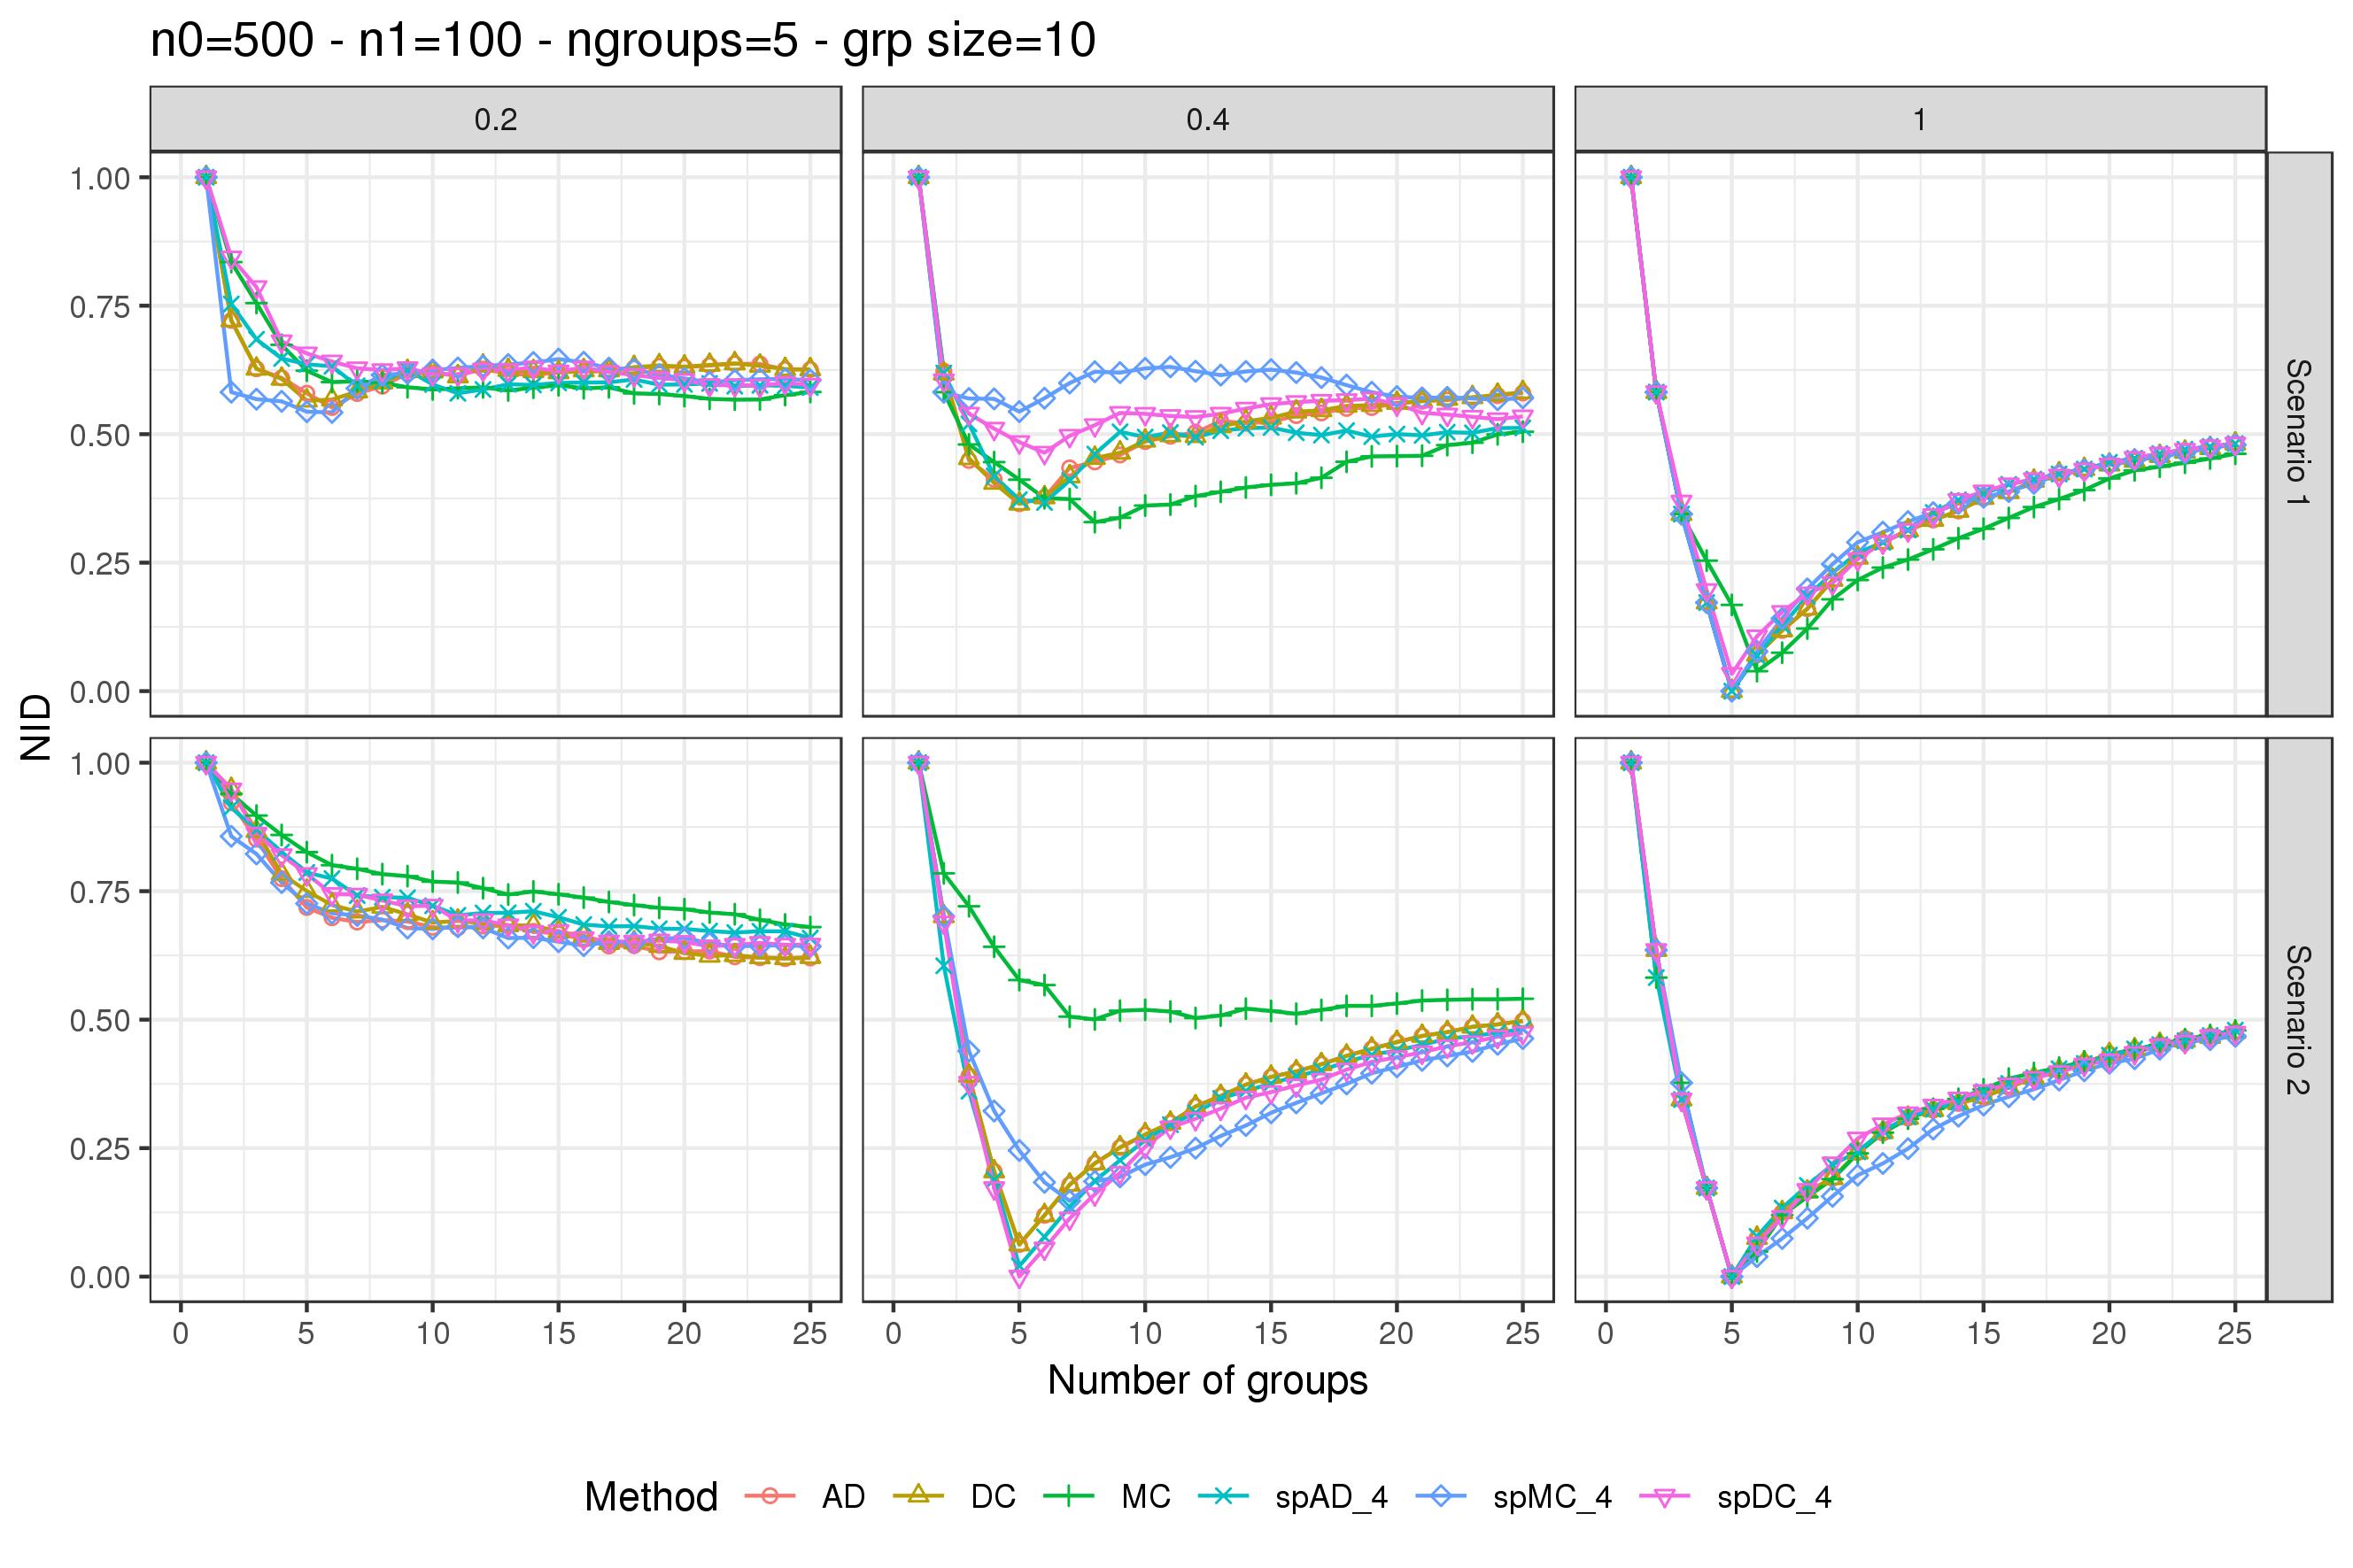 n0=500 - n1=100 - ngroups=5 - grp size=10
0.2 0.4 1
1.00
0.75
0.50
0.25
0.00
Scenario 1
NID
1.00
0.75
0.50
0.25
0.00
Scenario 2
0 5 10 15 20 25 0 5 10 15 20 25 0 5 10 15 20 25
Number of groups
Method AD DC MC spAD_4 spMC_4 spDC_4